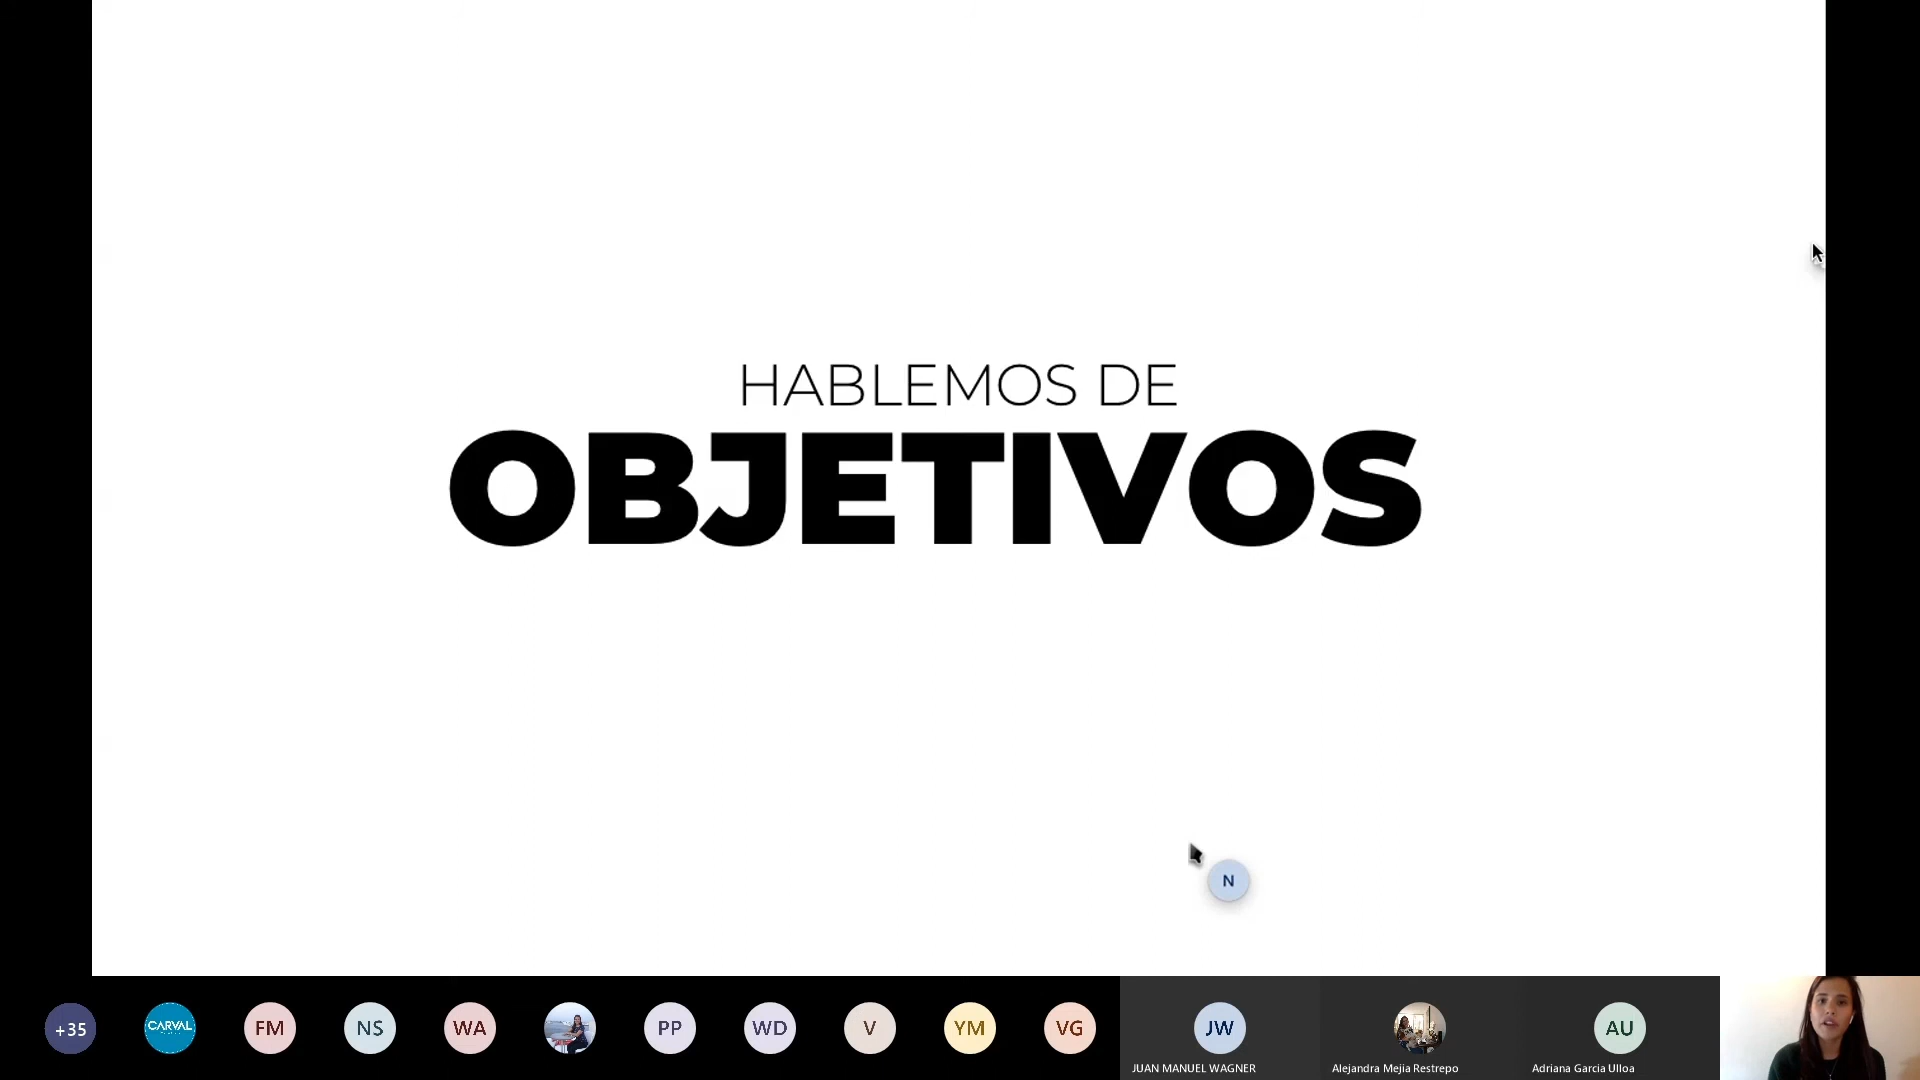 HABLEMOS DE
OBJETIVOS
N
+35
CARVAL
FM
NS
WA
PP
WD
V
YM
VG
JW
AU
JUAN MANUEL WAGNER
Alejandra Mejia Restrepo
Adriana Garcia Ulloa